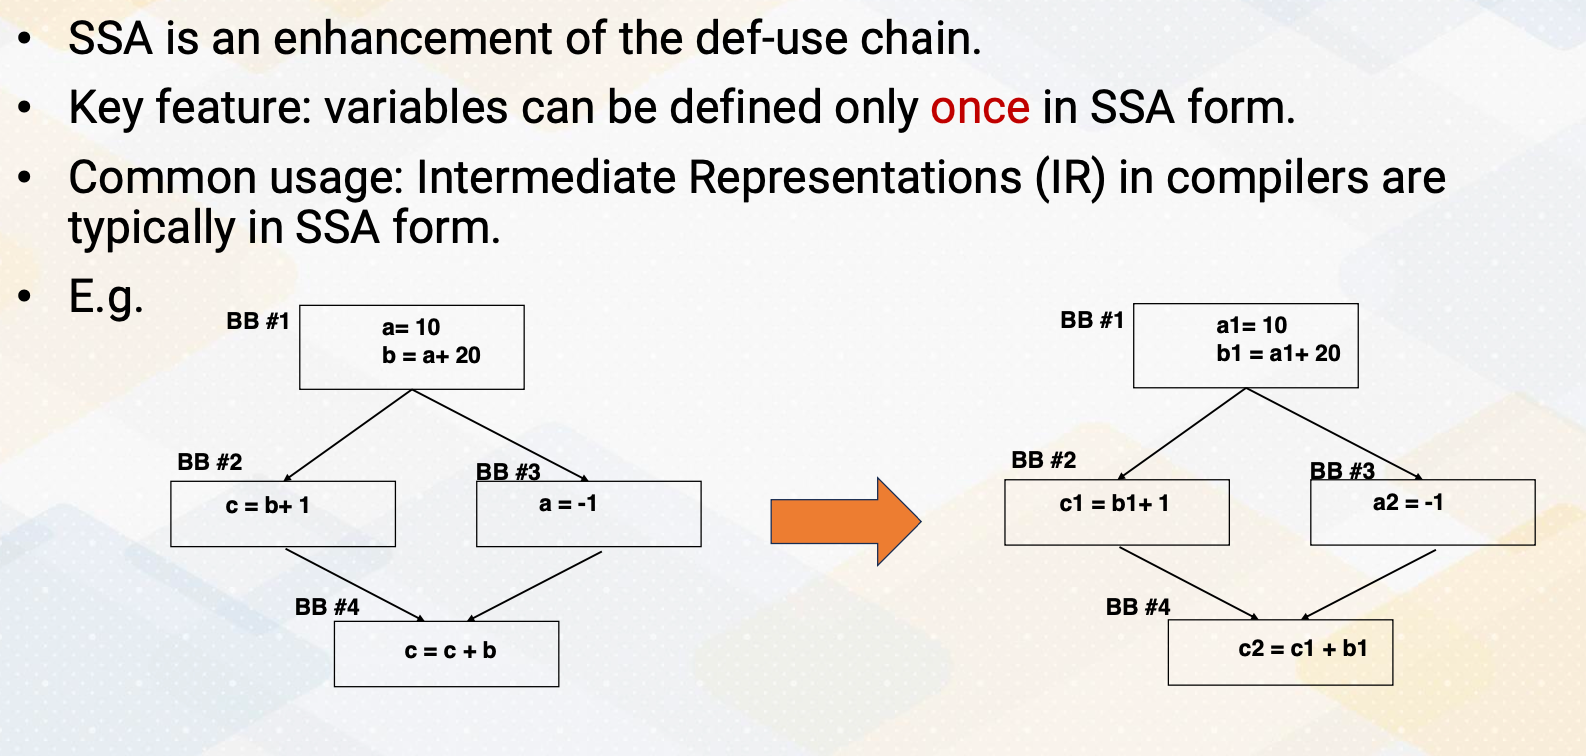 • SSA is an enhancement of the def-use chain.
• Key feature: variables can be defined only once in SSA form.
• Common usage: Intermediate Representations (IR) in compilers are
typically in SSA form.
• E.g.
BB #1
a= 10
b = a+ 20
BB #2
c = b+ 1
BB #3
a = -1
BB #4
c = c + b
BB #1
a1= 10
b1 = a1+ 20
BB #2
c1 = b1+ 1
BB #3
a2 = -1
BB #4
c2 = c1 + b1